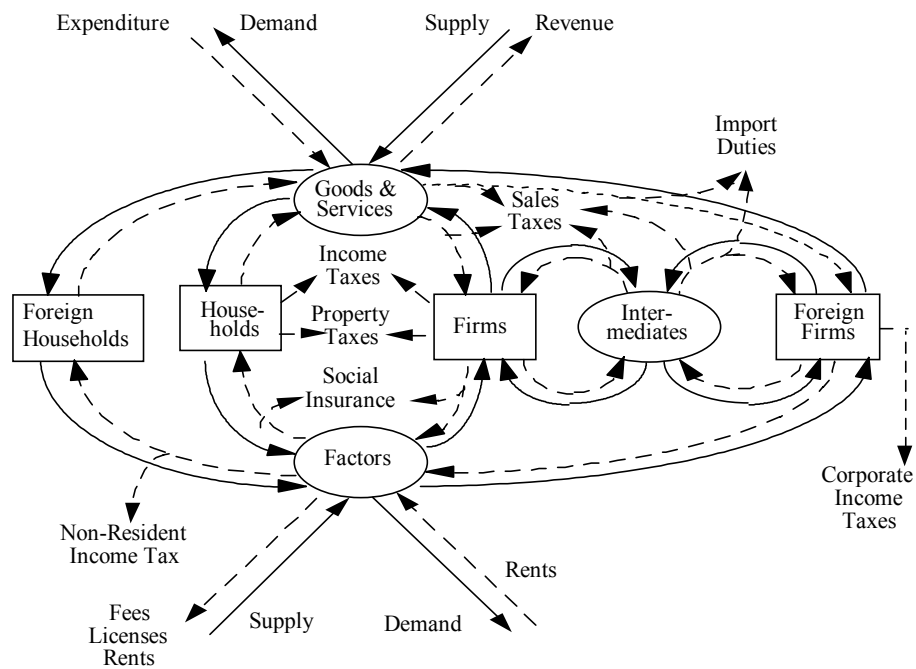 Expenditure
Demand
Supply
Revenue
Import
Duties
Goods &
Services
Sales
Taxes
Income
Taxes
Foreign
Households
House-
holds
Property
Taxes
Firms
Inter-
mediates
Foreign
Firms
Social
Insurance
Factors
Corporate
Income
Taxes
Non-Resident
Income Tax
Rents
Fees
Licenses
Rents
Supply
Demand